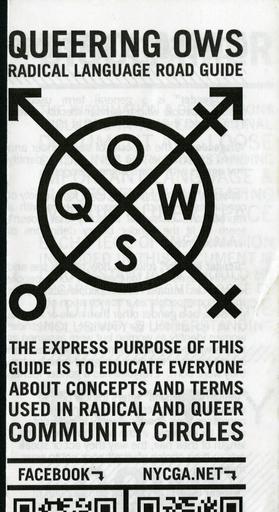 QUEERING OWS
RADICAL LANGUAGE ROAD GUIDE
O
Q W
S
THE EXPRESS PURPOSE OF THIS
GUIDE IS TO EDUCATE EVERYONE
ABOUT CONCEPTS AND TERMS
USED IN RADICAL AND QUEER
COMMUNITY CIRCLES
FACEBOOK NYCGA.NET